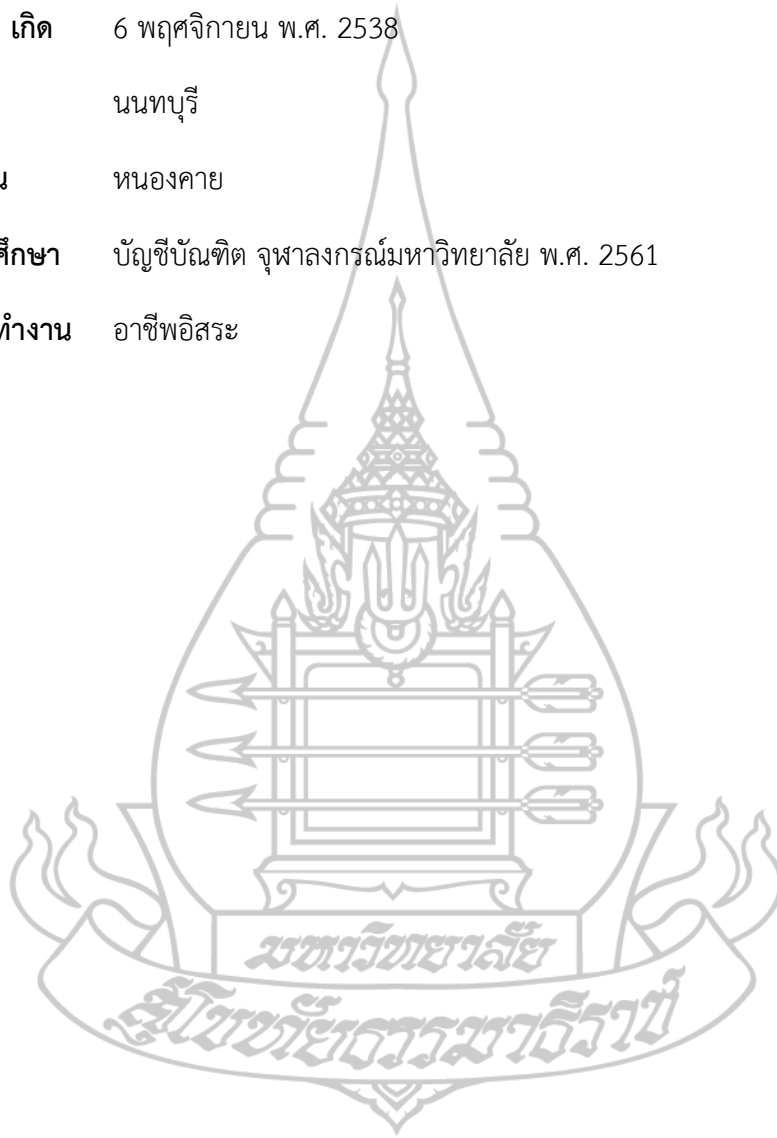 เกิด 6 พฤศจิกายน พ.ศ. 2538
นนทบุรี
น หนองคาย
ศึกษา บัญชีบัณฑิต จุฬาลงกรณ์มหาวิทยาลัย พ.ศ. 2561
ทำงาน อาชีพอิสระ
มหาวิทยาลัย
สุโขทัยธรรมาธิราช